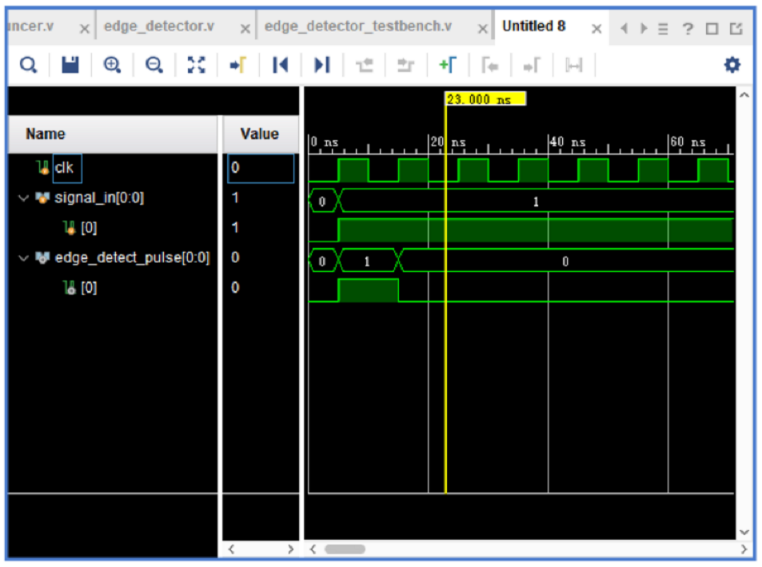 incer.v edge_detector.v edge_detector_testbench.v Untitled 8
23.000 ns
Name Value
0 ns 20 ns 40 ns 60 ns
clk 0
signal_in[0:0] 1 0 1
[0] 1
edge_detect_pulse[0:0] 0 0 1 0
[0] 0